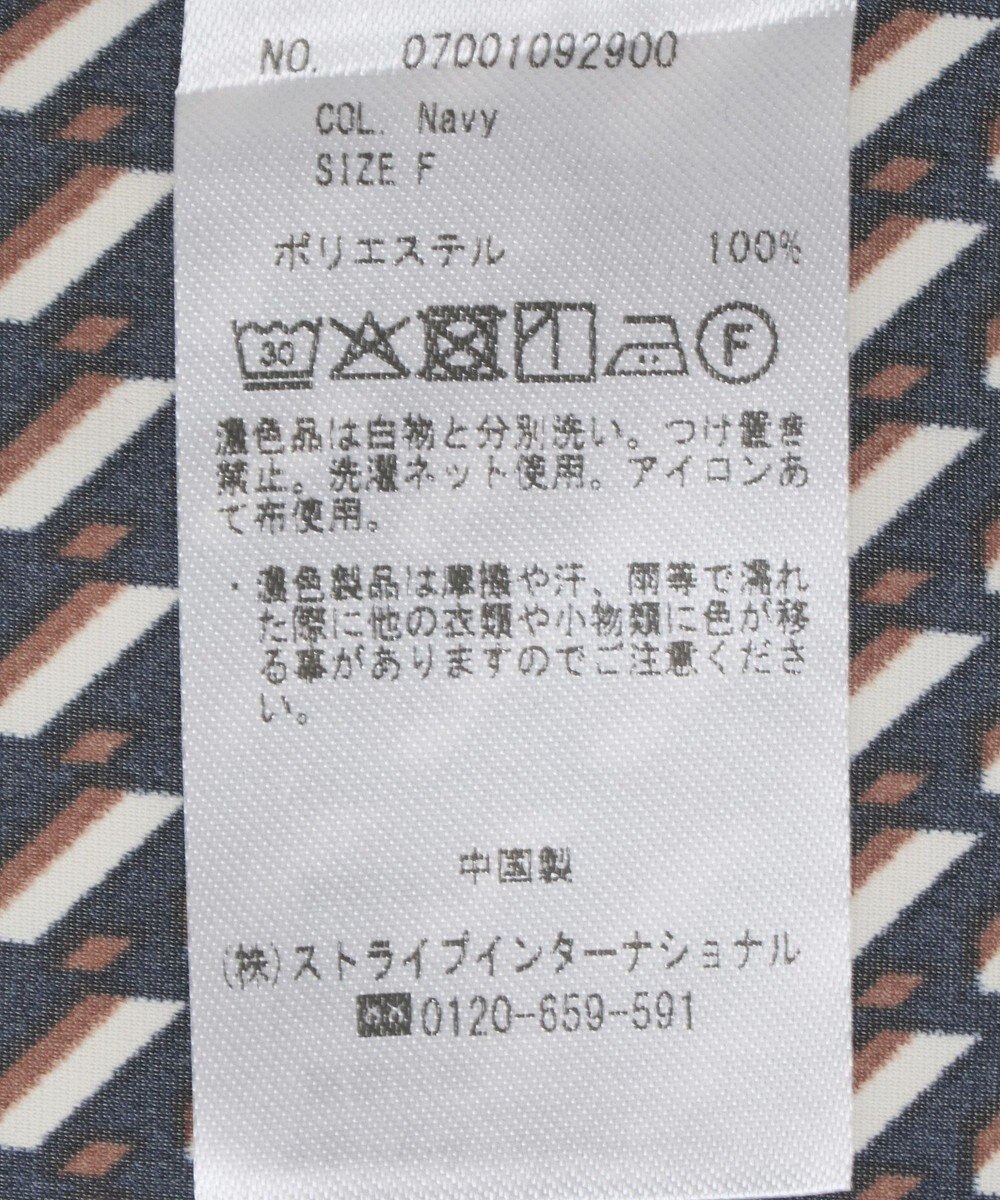 NO. 07001092900
COL. Navy
SIZE F
ポリエステル 100%
30 F
濃色品は白物と分別洗い。つけ置き
禁止。洗濯ネット使用。アイロンあ
て布使用。
・濃色製品は摩擦や汗、雨等で濡れ
た際に他の衣類や小物類に色が移
る事がありますのでご注意くださ
い。
中国製
(株)ストライプインターナショナル
0120-659-591